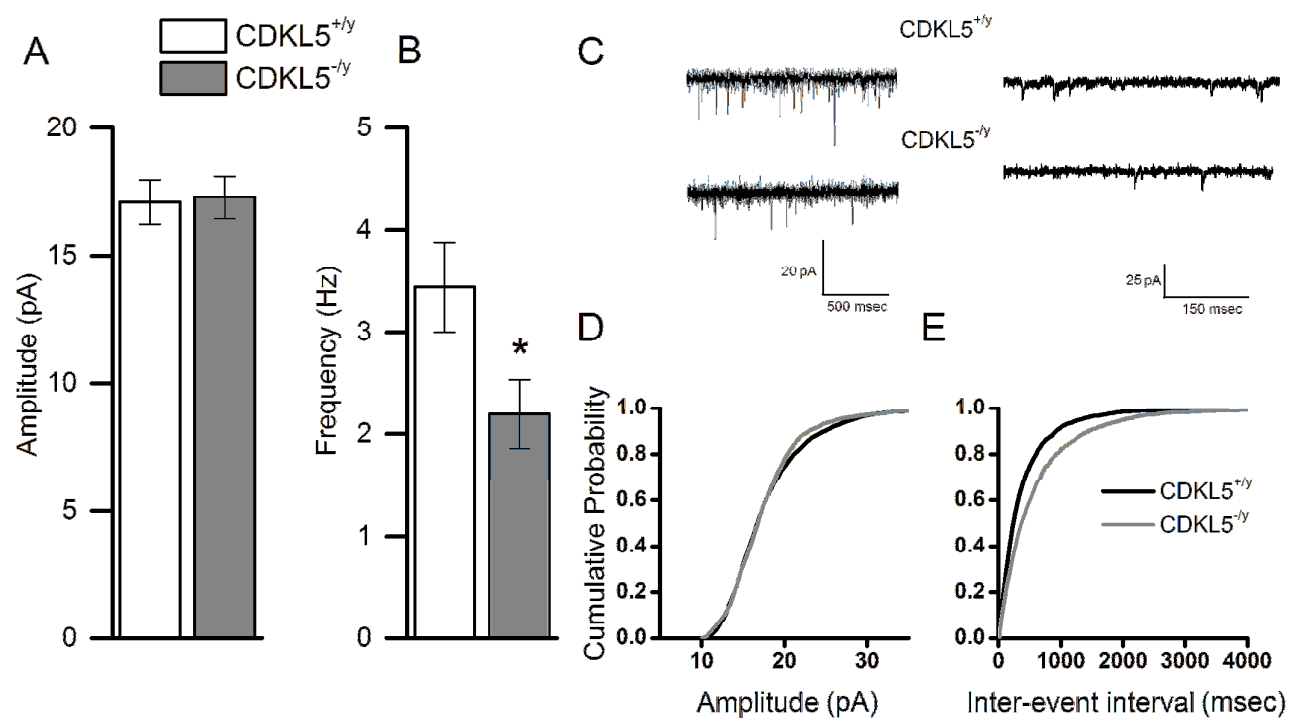 A
CDKL5+/y
CDKL5-/y
B
C
CDKL5+/y
CDKL5-/y
20 pA
500 msec
25 pA
150 msec
Amplitude (pA)
20
15
10
5
0
Frequency (Hz)
5
4
3
2
1
0
*
D
Cumulative Probability
1.0
0.8
0.6
0.4
0.2
0.0
10 20 30
Amplitude (pA)
E
1.0
0.8
0.6
0.4
0.2
0.0
CDKL5+/y
CDKL5-/y
0 1000 2000 3000 4000
Inter-event interval (msec)